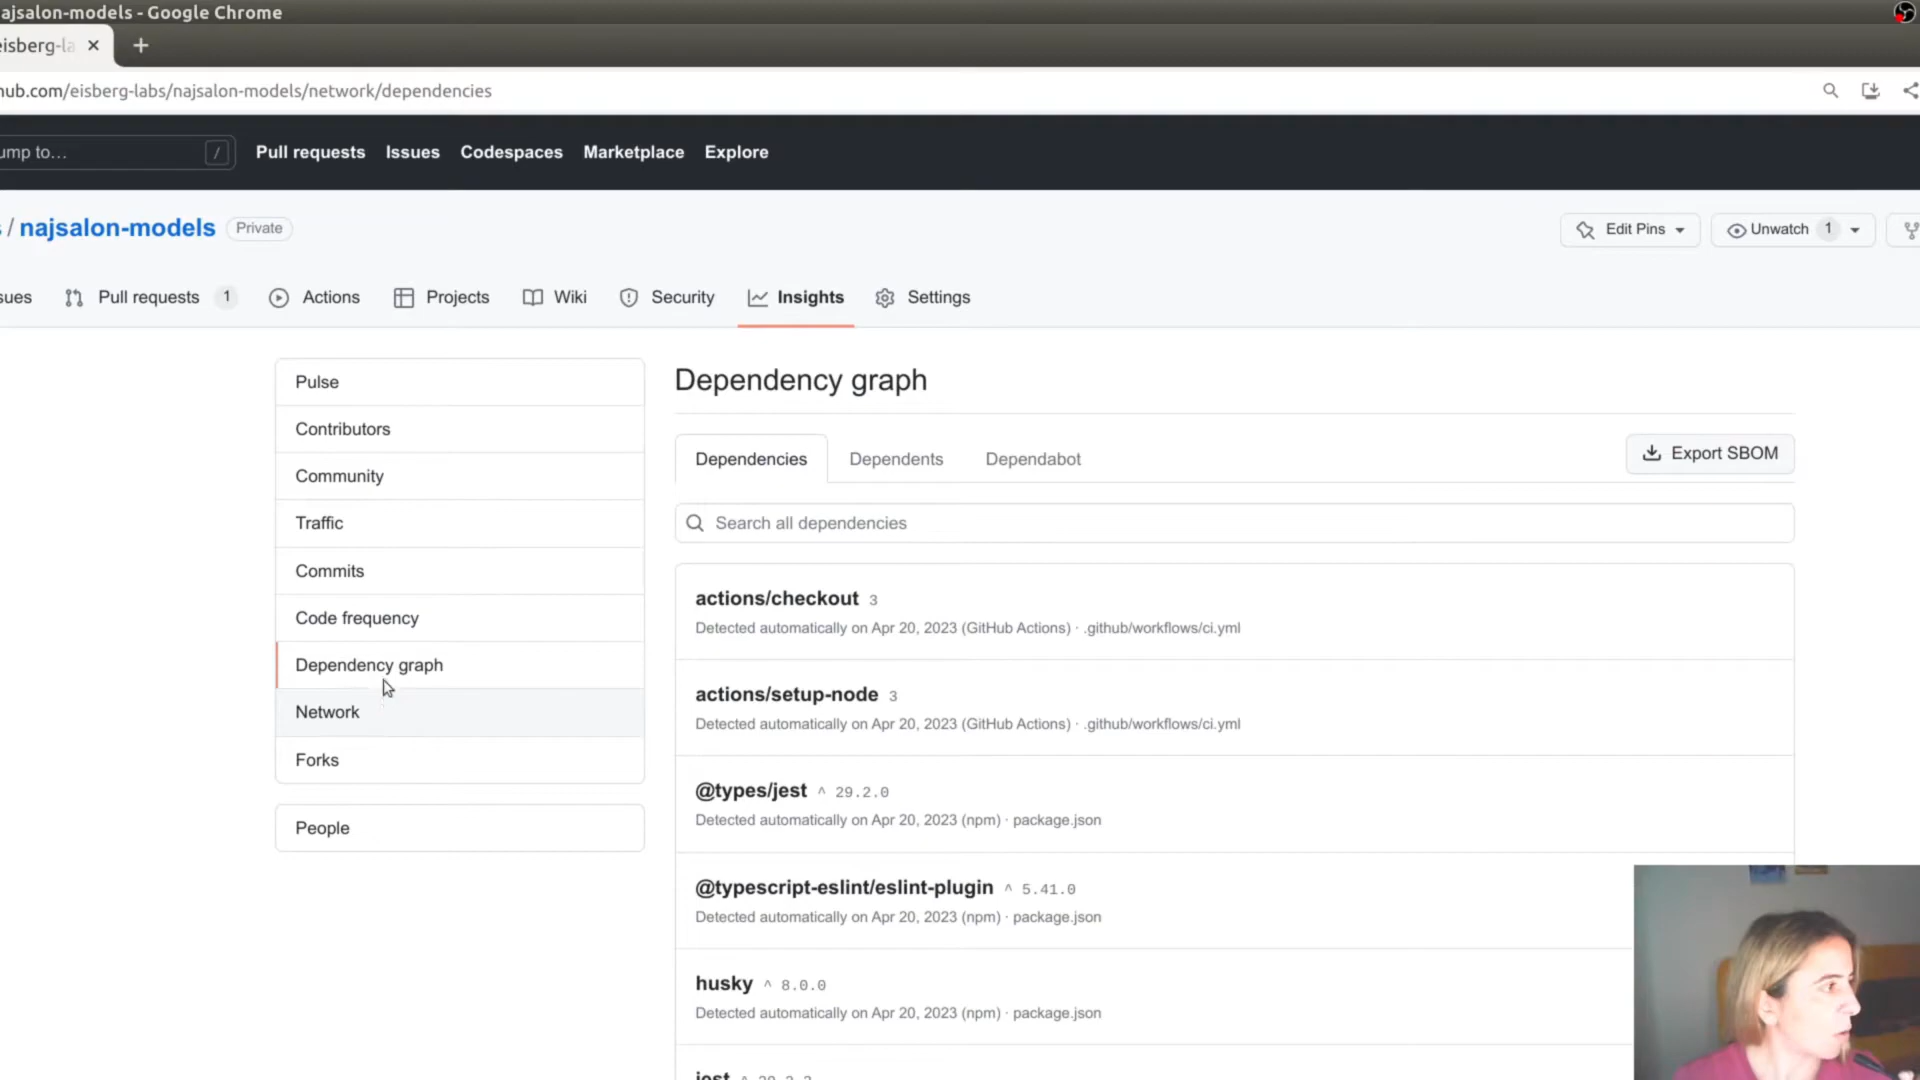 ajsalon-models - Google Chrome
eisberg-la
hub.com/eisberg-labs/najsalon-models/network/dependencies
ump to… / Pull requests Issues Codespaces Marketplace Explore
/ najsalon-models Private
Edit Pins Unwatch 1
sues Pull requests 1 Actions Projects Wiki Security Insights Settings
Pulse
Contributors
Community
Traffic
Commits
Code frequency
Dependency graph
Network
Forks
People
Dependency graph
Dependencies Dependents Dependabot Export SBOM
Search all dependencies
actions/checkout 3
Detected automatically on Apr 20, 2023 (GitHub Actions) · .github/workflows/ci.yml
actions/setup-node 3
Detected automatically on Apr 20, 2023 (GitHub Actions) · .github/workflows/ci.yml
@types/jest ^ 29.2.0
Detected automatically on Apr 20, 2023 (npm) · package.json
@typescript-eslint/eslint-plugin ^ 5.41.0
Detected automatically on Apr 20, 2023 (npm) · package.json
husky ^ 8.0.0
Detected automatically on Apr 20, 2023 (npm) · package.json
jest